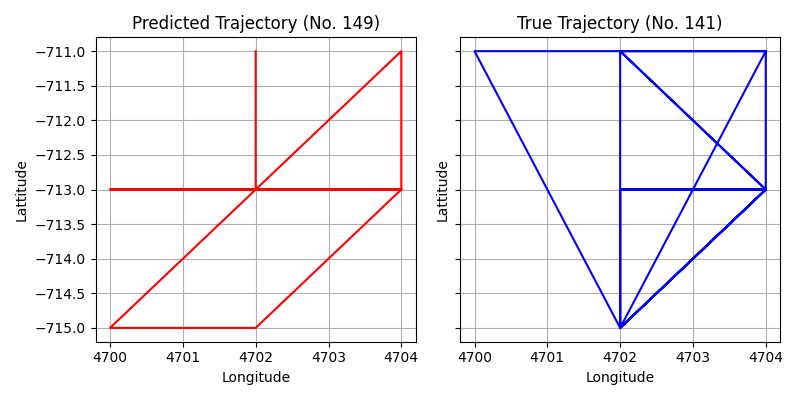 Predicted Trajectory (No. 149)
True Trajectory (No. 141)
Lattitude
−711.0
−711.5
−712.0
−712.5
−713.0
−713.5
−714.0
−714.5
−715.0
4700 4701 4702 4703 4704
Longitude
Lattitude
4700 4701 4702 4703 4704
Longitude